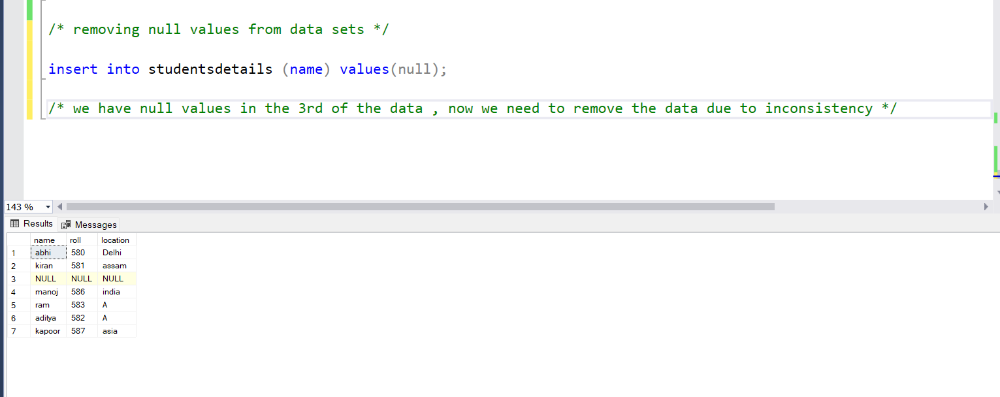 /* removing null values from data sets */
insert into studentsdetails (name) values(null);
/* we have null values in the 3rd of the data , now we need to remove the data due to inconsistency */
143 %
Results Messages
name roll location
1 abhi 580 Delhi
2 kiran 581 assam
3 NULL NULL NULL
4 manoj 586 india
5 ram 583 A
6 aditya 582 A
7 kapoor 587 asia